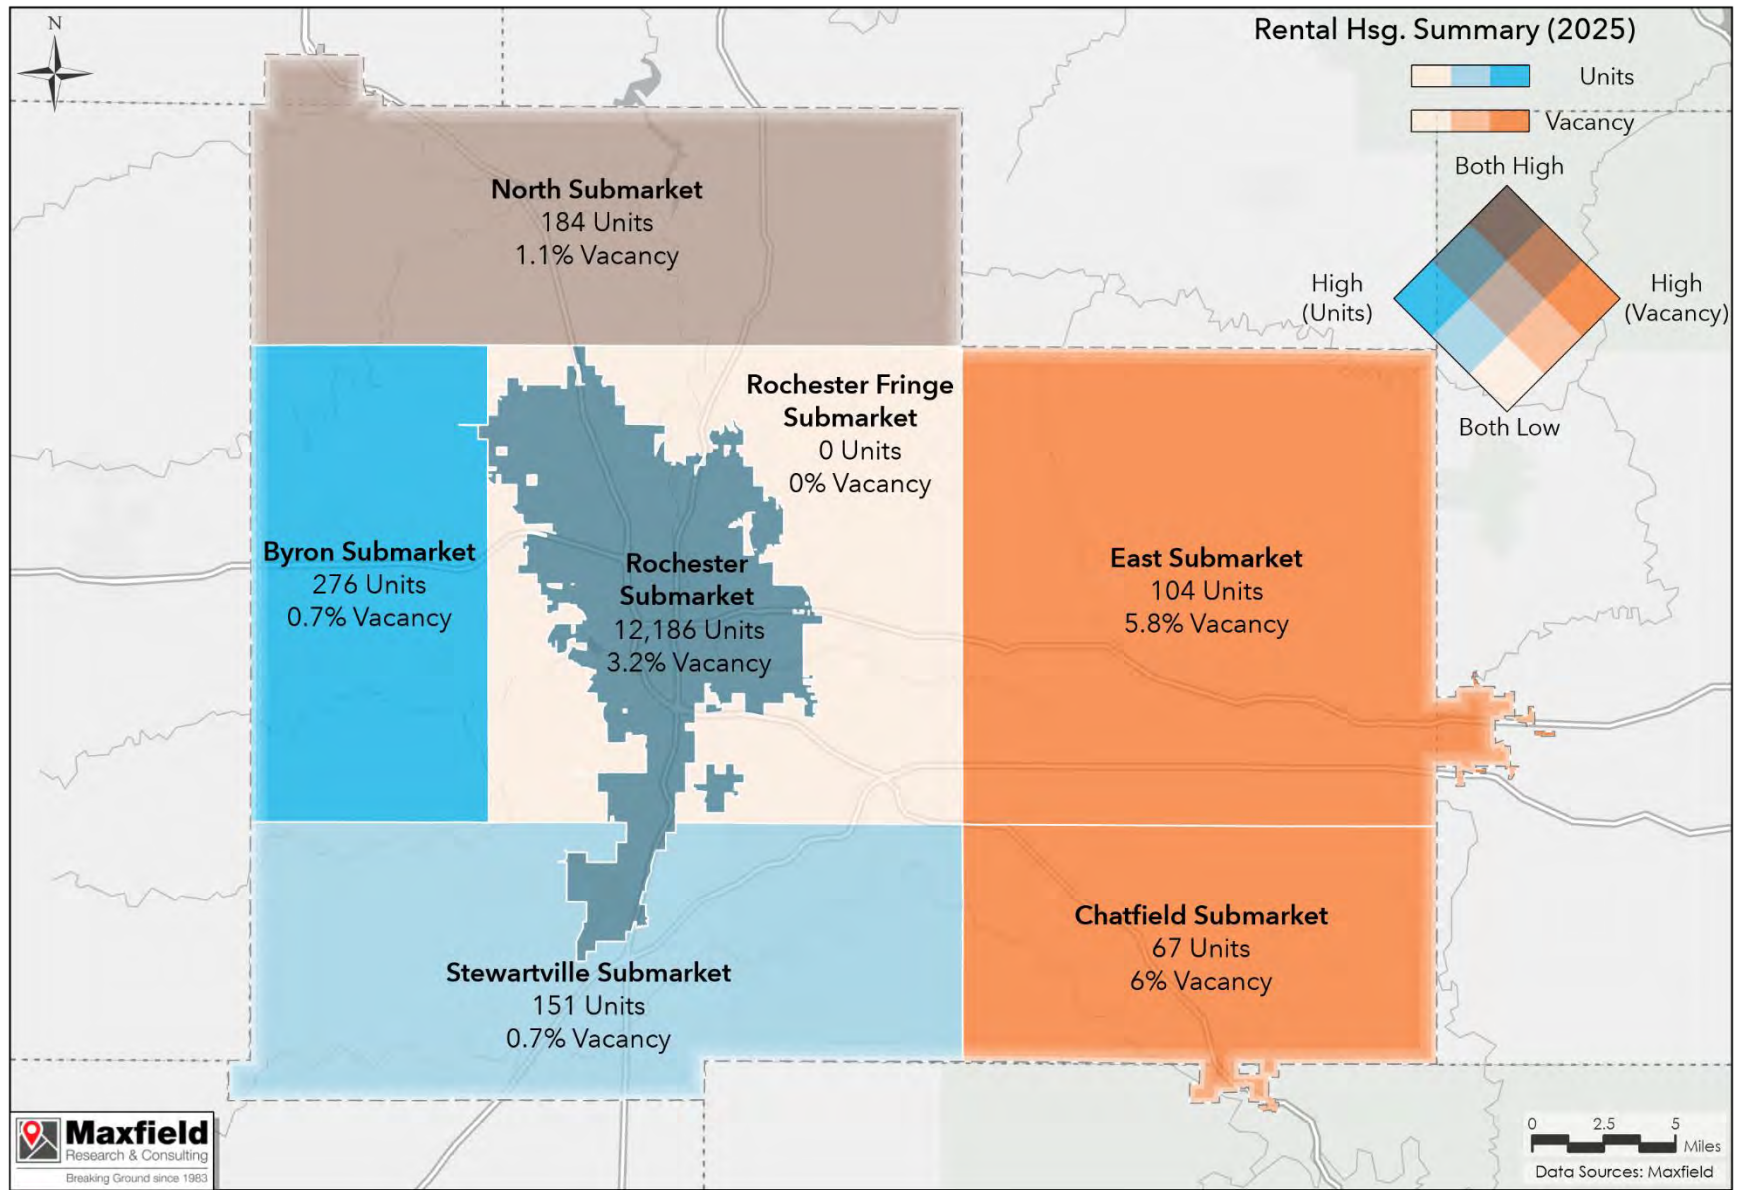 N
Rental Hsg. Summary (2025)
Units
Vacancy
Both High
High
(Units)
High
(Vacancy)
Both Low
North Submarket
184 Units
1.1% Vacancy
Rochester Fringe
Submarket
0 Units
0% Vacancy
Byron Submarket
276 Units
0.7% Vacancy
Rochester
Submarket
12,186 Units
3.2% Vacancy
East Submarket
104 Units
5.8% Vacancy
Chatfield Submarket
67 Units
6% Vacancy
Stewartville Submarket
151 Units
0.7% Vacancy
Maxfield
Research & Consulting
Breaking Ground since 1983
0 2.5 5
Miles
Data Sources: Maxfield